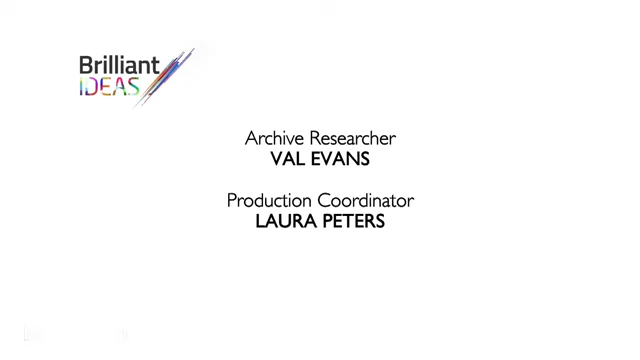 Brilliant
IDEAS
Archive Researcher
VAL EVANS
Production Coordinator
LAURA PETERS